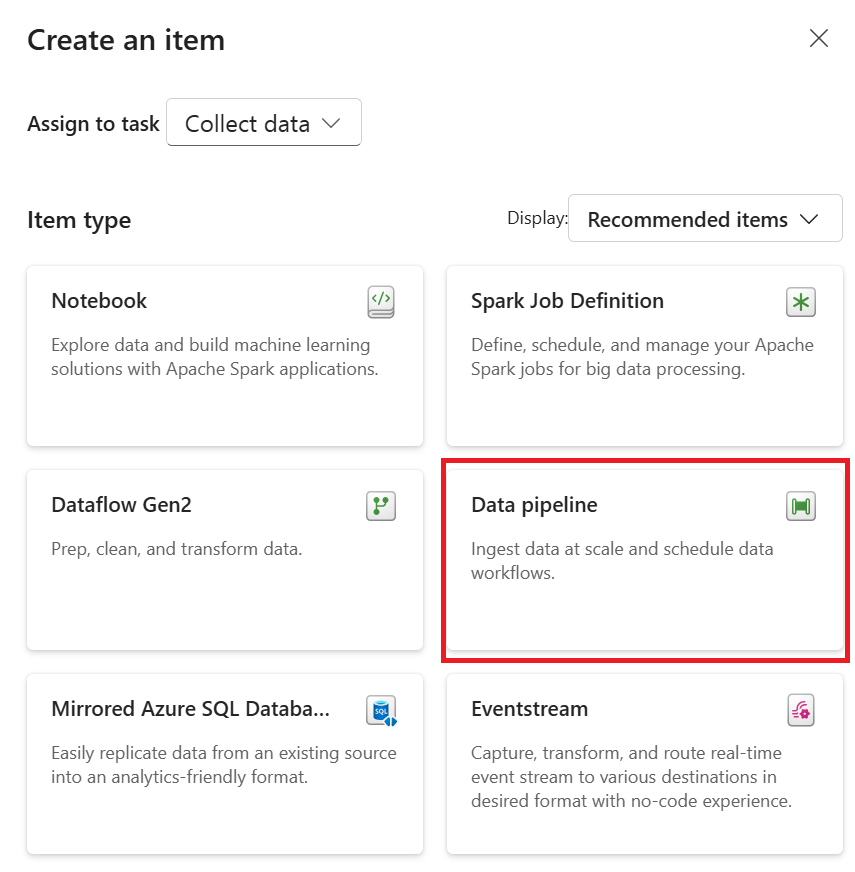 Create an item
Assign to task Collect data
Item type
Display: Recommended items
Notebook
Explore data and build machine learning
solutions with Apache Spark applications.
Spark Job Definition
Define, schedule, and manage your Apache
Spark jobs for big data processing.
Dataflow Gen2
Prep, clean, and transform data.
Data pipeline
Ingest data at scale and schedule data
workflows.
Mirrored Azure SQL Databa...
Easily replicate data from an existing source
into an analytics-friendly format.
SQL
Eventstream
Capture, transform, and route real-time
event stream to various destinations in
desired format with no-code experience.